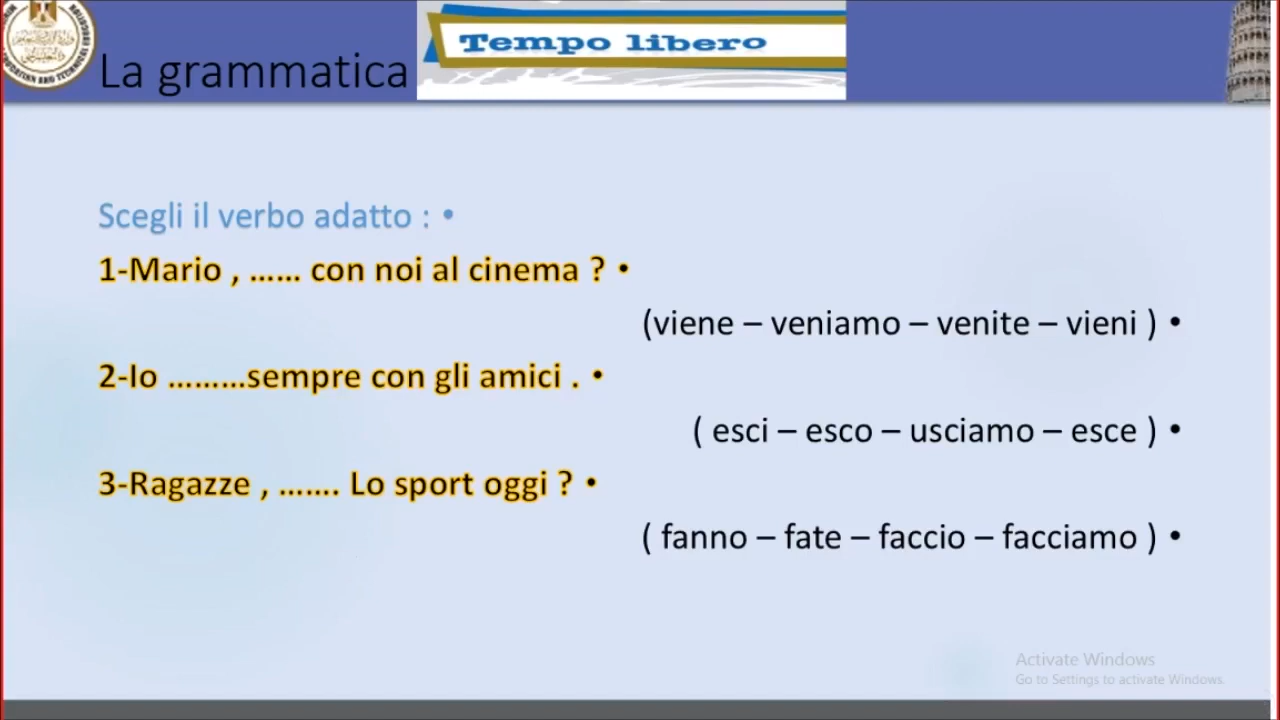 La grammatica
Tempo libero
Scegli il verbo adatto : •
1-Mario , …… con noi al cinema ? •
(viene – veniamo – venite – vieni ) •
2-Io ………sempre con gli amici . •
( esci – esco – usciamo – esce ) •
3-Ragazze , ……. Lo sport oggi ? •
( fanno – fate – faccio – facciamo ) •
Activate Windows
Go to Settings to activate Windows.